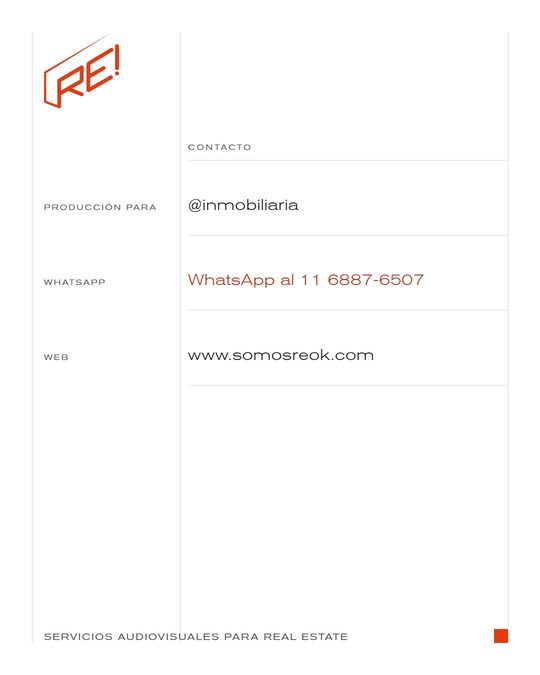 RE!
CONTACTO
PRODUCCIÓN PARA @inmobiliaria
WHATSAPP WhatsApp al 11 6887-6507
WEB www.somosreok.com
SERVICIOS AUDIOVISUALES PARA REAL ESTATE